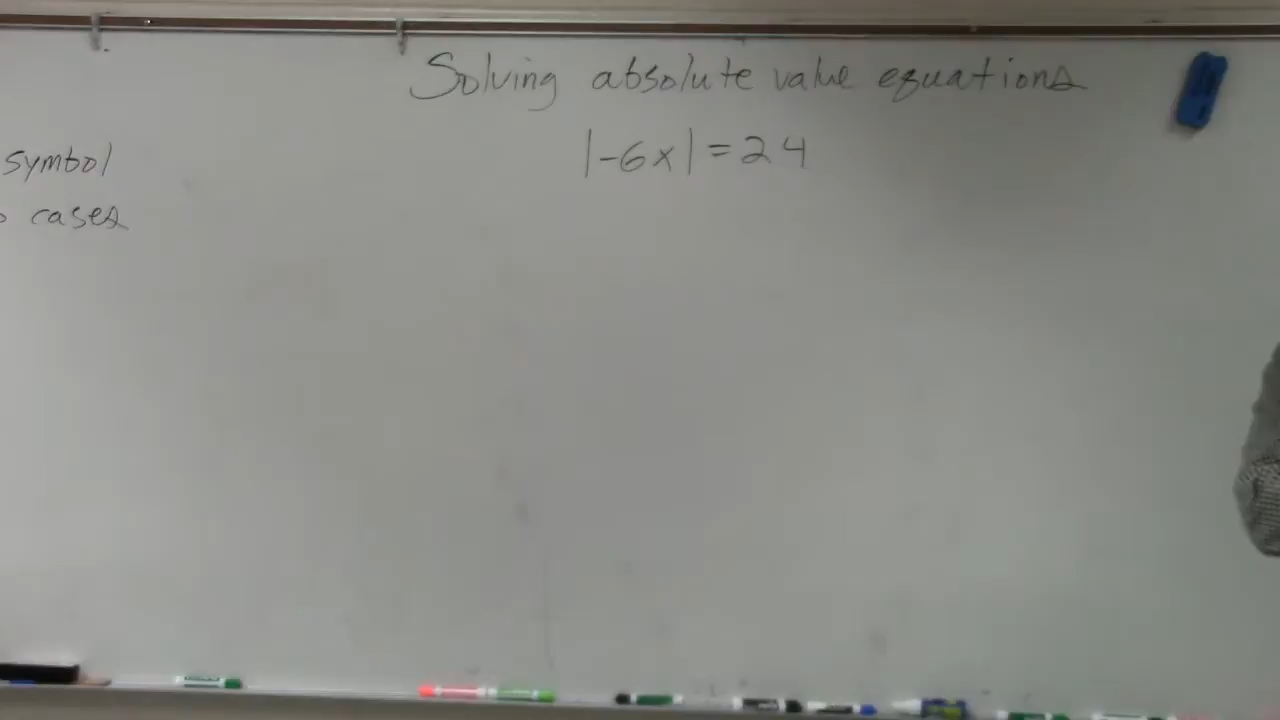 Solving absolute value equations
|-6x| = 24
symbol
cases